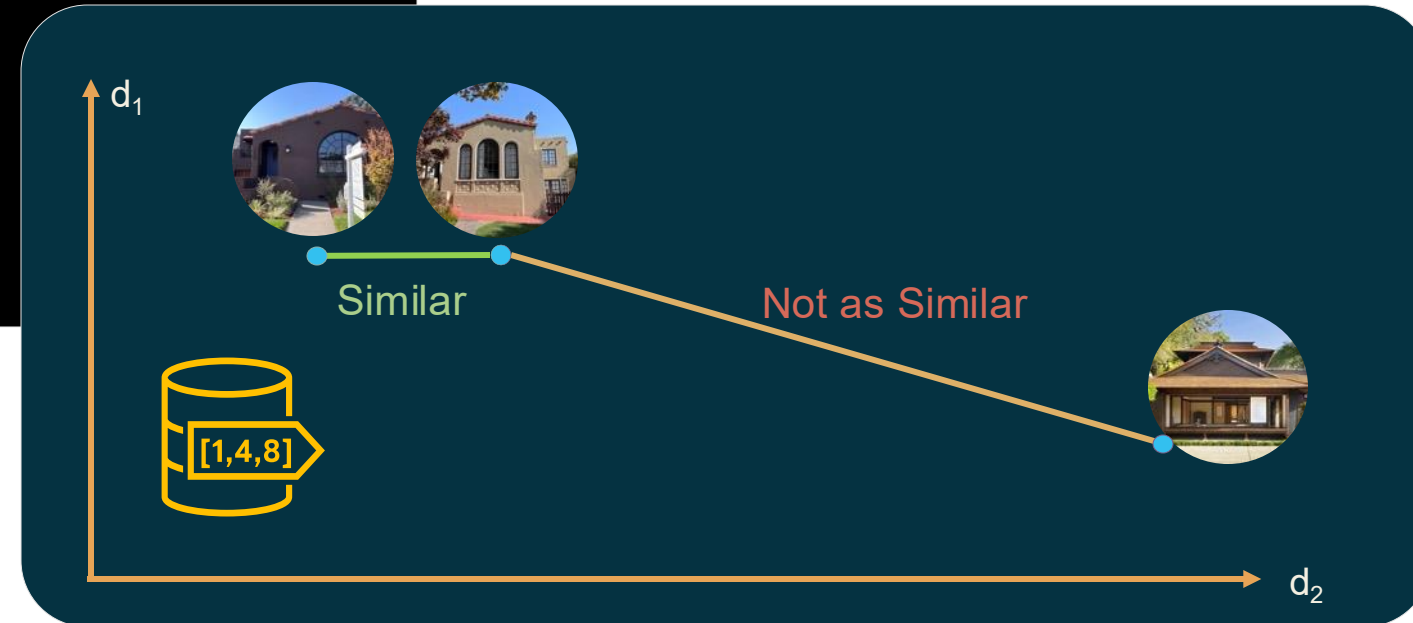 d₁
Similar
Not as Similar
[1,4,8]
d₂